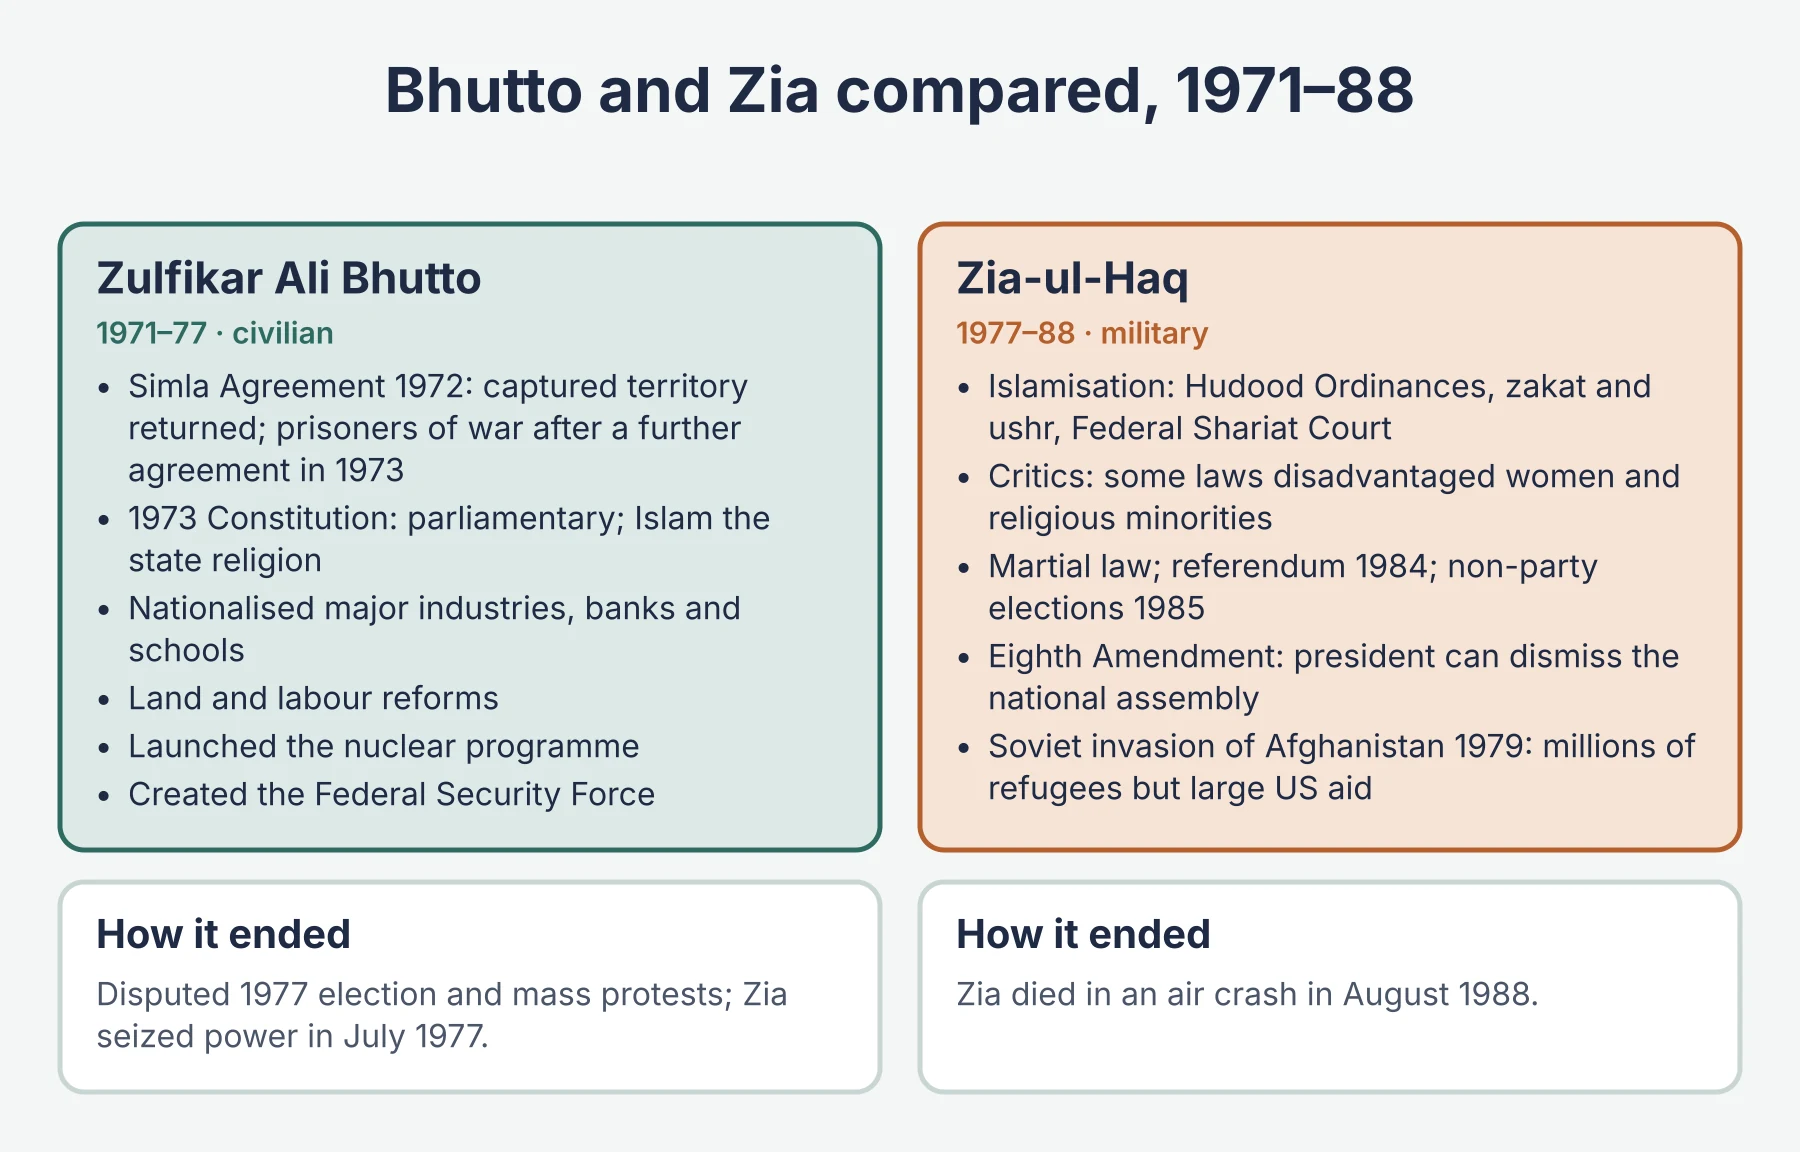 Bhutto and Zia compared, 1971–88
Zulfikar Ali Bhutto
1971–77 · civilian
• Simla Agreement 1972: captured territory
returned; prisoners of war after a further
agreement in 1973
• 1973 Constitution: parliamentary; Islam the
state religion
• Nationalised major industries, banks and
schools
• Land and labour reforms
• Launched the nuclear programme
• Created the Federal Security Force
Zia-ul-Haq
1977–88 · military
• Islamisation: Hudood Ordinances, zakat and
ushr, Federal Shariat Court
• Critics: some laws disadvantaged women and
religious minorities
• Martial law; referendum 1984; non-party
elections 1985
• Eighth Amendment: president can dismiss the
national assembly
• Soviet invasion of Afghanistan 1979: millions of
refugees but large US aid
How it ended
Disputed 1977 election and mass protests; Zia
seized power in July 1977.
How it ended
Zia died in an air crash in August 1988.